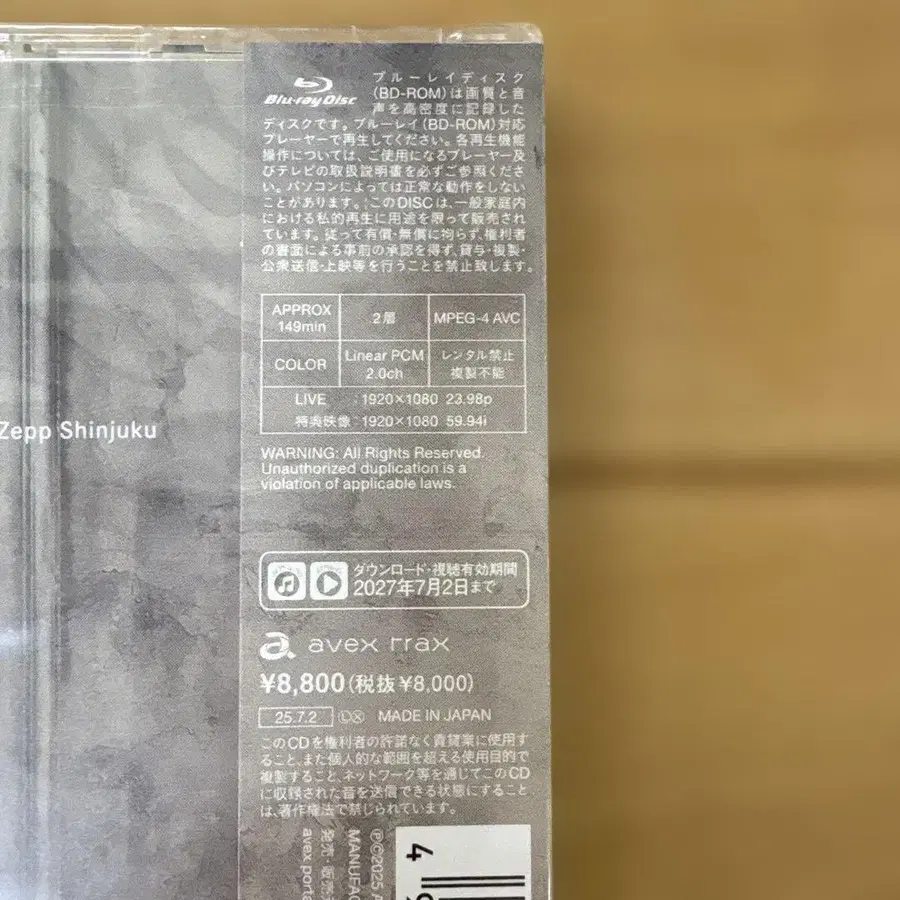 Zepp Shinjuku
Blu-ray Disc
ブルーレイディスク
(BD-ROM)は画質と音
声を高密度に記録した
ディスクです。ブルーレイ(BD-ROM)対応
プレーヤーで再生してください。各再生機能
操作については、ご使用になるプレーヤー及
びテレビの取扱説明書を必ずご参照くださ
い。パソコンによっては正常な動作をしない
ことがあります。:このDISCは、一般家庭内
における私的再生に用途を限って販売され
ています。従って有償・無償に拘らず、権利者
の書面による事前の承認を得ず、貸与・複製・
公衆送信・上映等を行うことを禁止致します。
APPROX
149min
2層
MPEG-4 AVC
COLOR
Linear PCM
2.0ch
レンタル禁止
複製不能
LIVE :1920×1080 23.98p
特典映像:1920×1080 59.94i
WARNING: All Rights Reserved.
Unauthorized duplication is a
violation of applicable laws.
ダウンロード・視聴有効期間
2027年7月2日まで
a. avex trax
¥8,800(税抜¥8,000)
25.7.2 LX MADE IN JAPAN
このCDを権利者の許諾なく賃貸業に使用す
ること、また個人的な範囲を超える使用目的で
複製すること、ネットワーク等を通じてこのCD
に収録された音を送信できる状態にすること
は、著作権法で禁じられています。
Ⓟ©2025 A
MANUFAC
発売・販売
avex porta
4